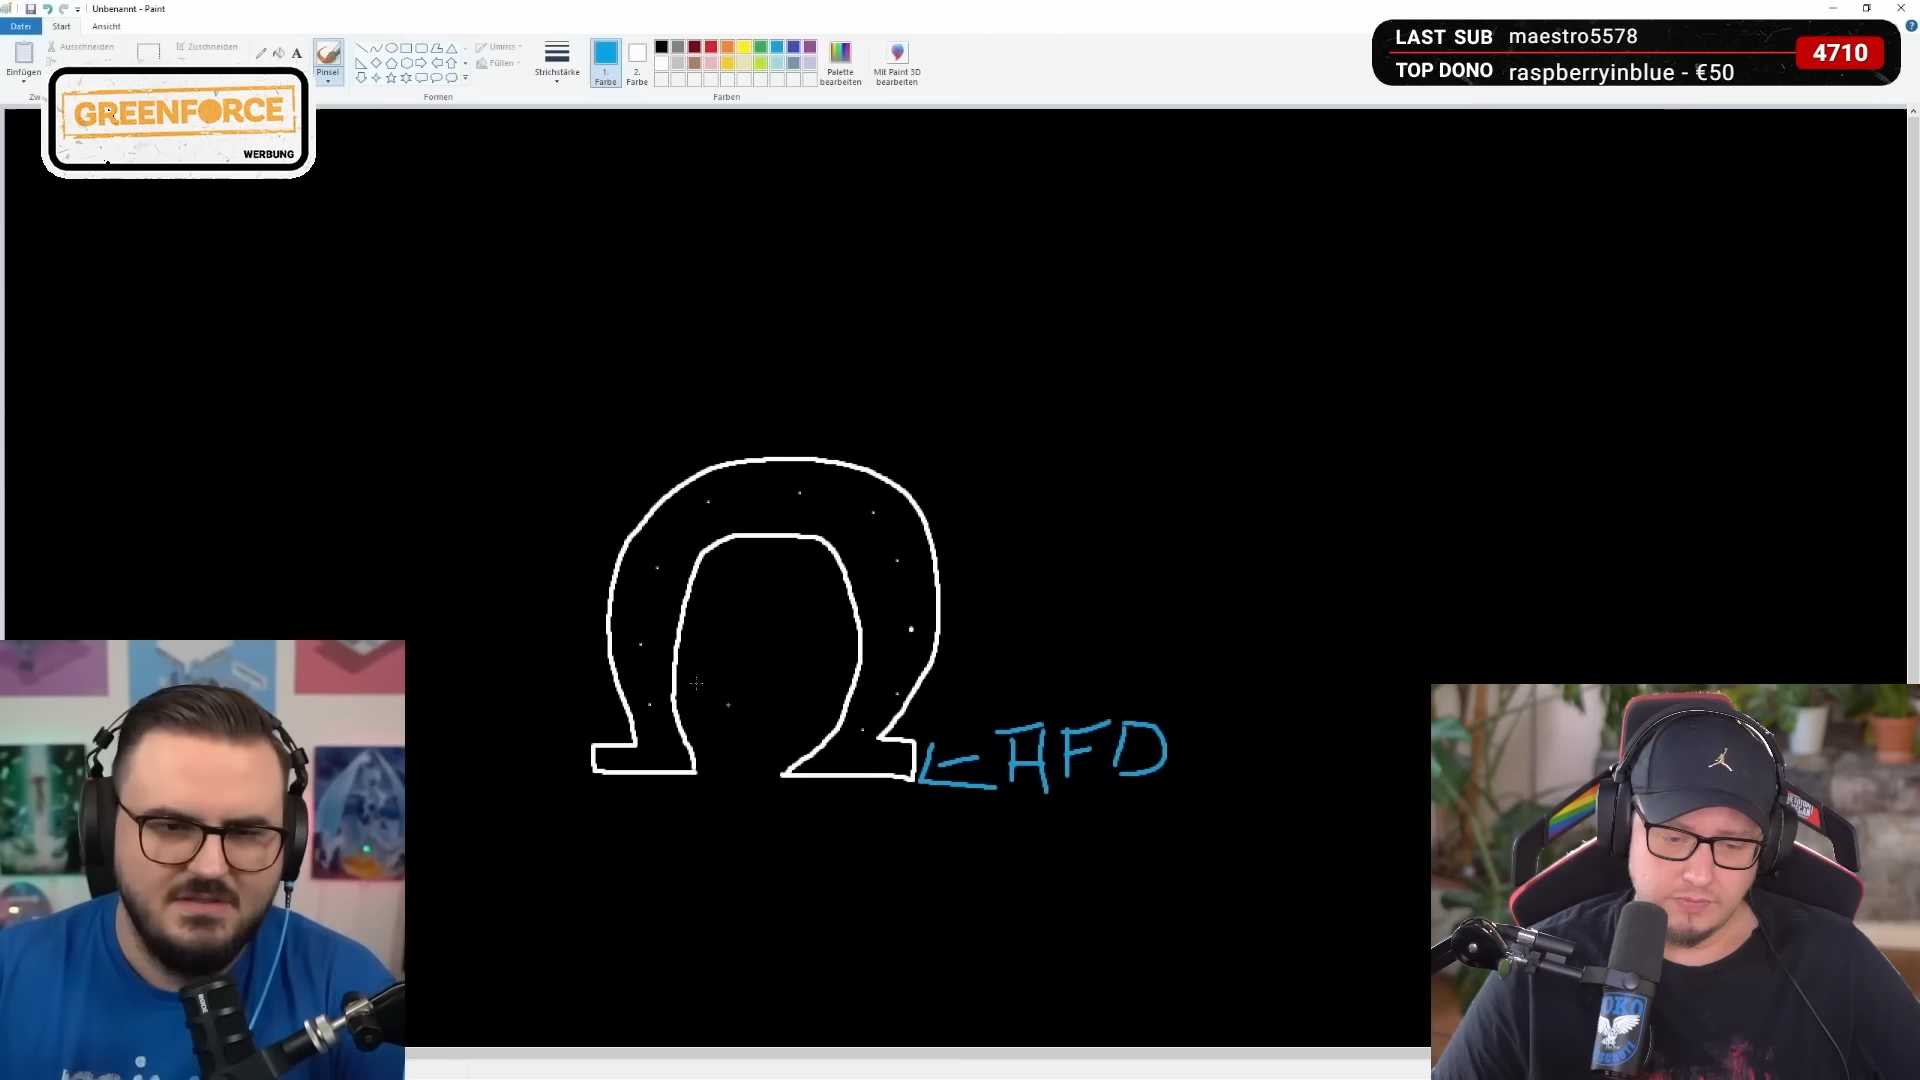 Unbenannt - Paint
Datei Start Ansicht
Einfügen
Ausschneiden
Zuschneiden
A
Pinsel
Umriss
Füllen
Formen
Strichstärke
1. Farbe
2. Farbe
Palette bearbeiten
Mit Paint 3D bearbeiten
Farben
LAST SUB maestro5578
TOP DONO raspberryinblue - €50
4710
GREENFORCE
WERBUNG
AFD
RØDE